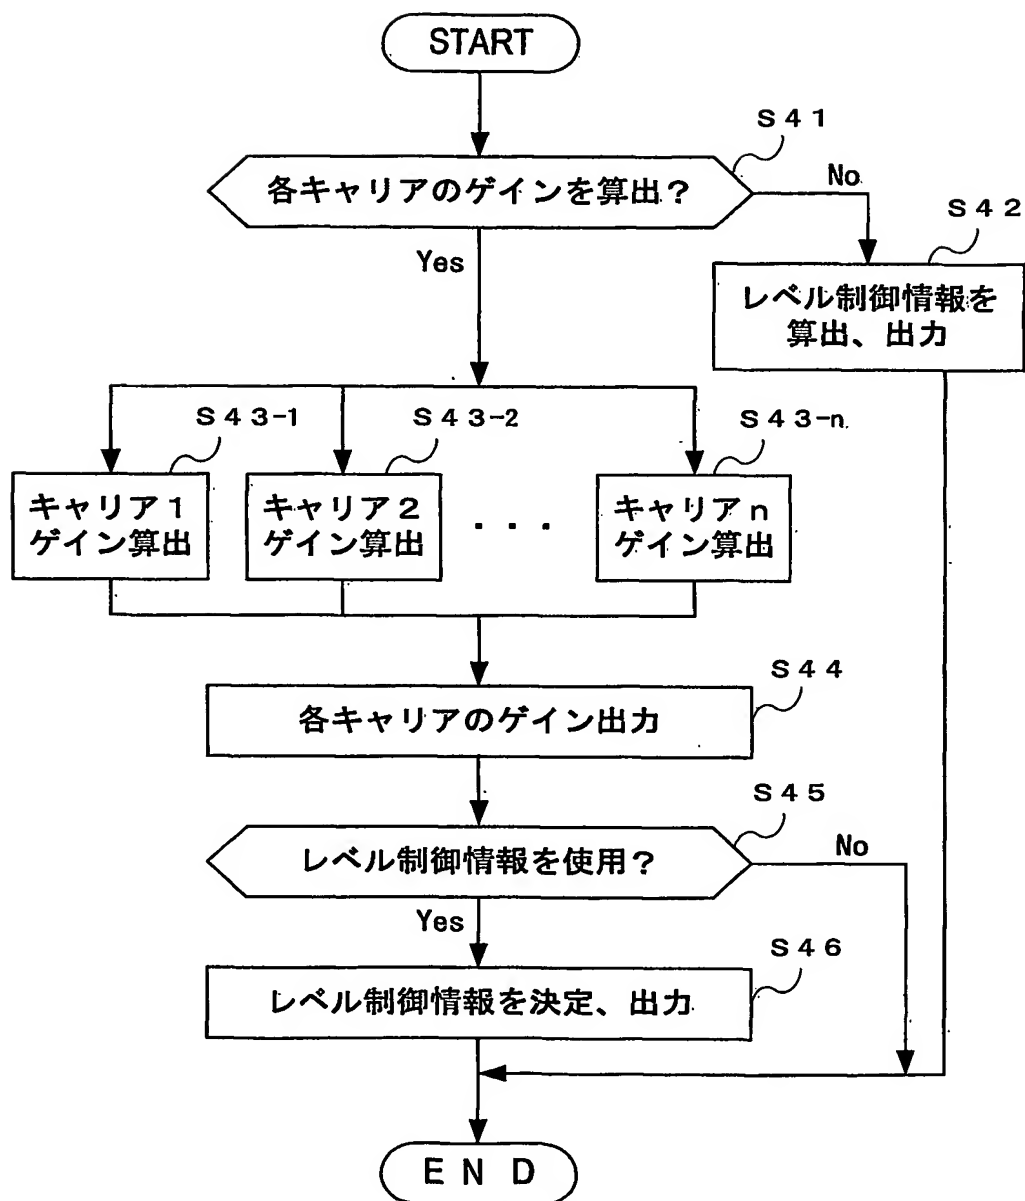 START
S41
各キャリアのゲインを算出？
No
Yes
S42
レベル制御情報を
算出、出力
S43-1
S43-2
S43-n
キャリア1
ゲイン算出
キャリア2
ゲイン算出
・・・
キャリアn
ゲイン算出
S44
各キャリアのゲイン出力
S45
レベル制御情報を使用？
No
Yes
S46
レベル制御情報を決定、出力
END